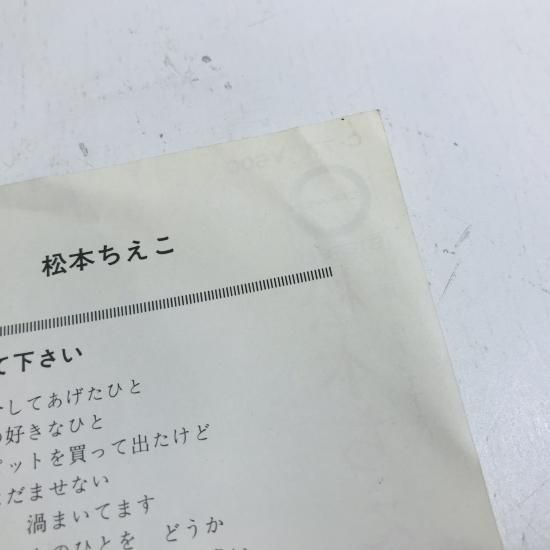 松本ちえこ
て下さい
してあげたひと
好きなひと
ットを買って出たけど
だませない
渦まいてます
のひとを どうか
¥500